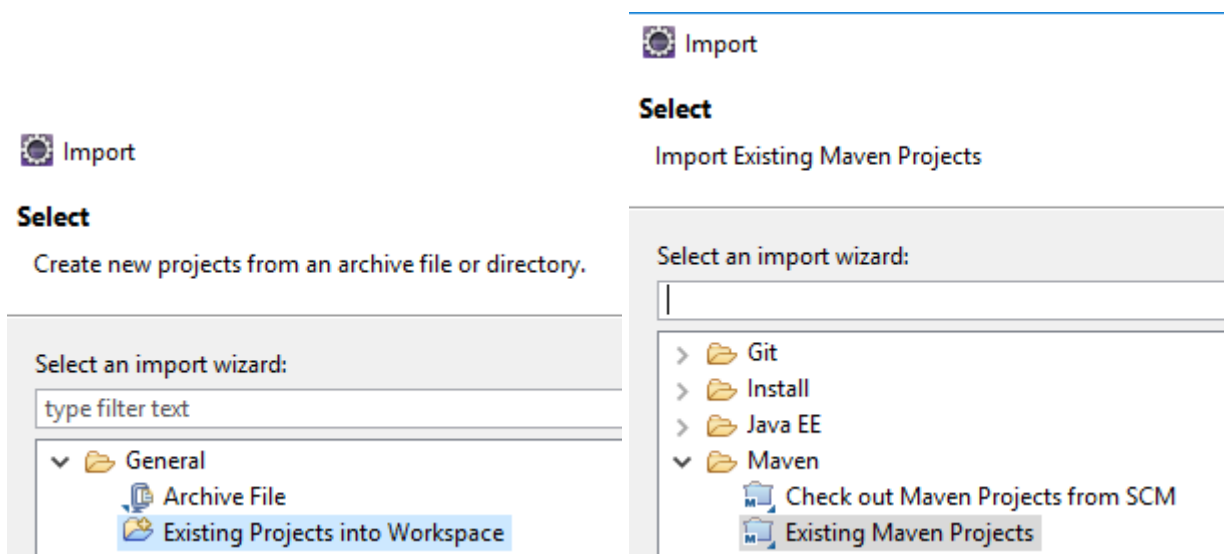 Import
Select
Create new projects from an archive file or directory.
Select an import wizard:
type filter text
General
Archive File
Existing Projects into Workspace
Import
Select
Import Existing Maven Projects
Select an import wizard:
Git
Install
Java EE
Maven
Check out Maven Projects from SCM
Existing Maven Projects